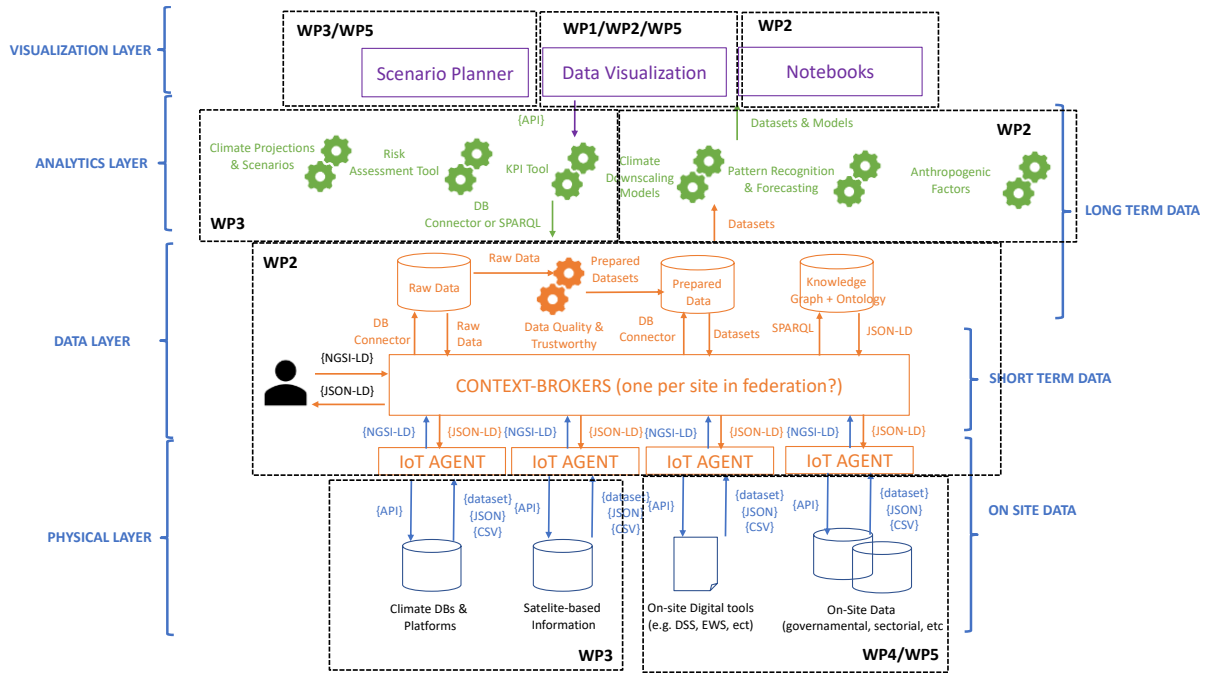 WP3/WP5
WP1/WP2/WP5
WP2
VISUALIZATION LAYER
Scenario Planner
Data Visualization
Notebooks
{API}
Datasets & Models
WP2
Climate Projections
& Scenarios
Risk
Assessment Tool
KPI Tool
Climate
Downscaling
Models
Pattern Recognition
& Forecasting
Anthropogenic
Factors
ANALYTICS LAYER
WP3
DB
Connector or SPARQL
Datasets
LONG TERM DATA
WP2
Raw Data
Raw Data
Prepared
Datasets
Prepared
Data
Knowledge
Graph + Ontology
DB
Connector
Raw
Data
Data Quality &
Trustworthy
DB
Connector
Datasets
SPARQL
JSON-LD
DATA LAYER
{NGSI-LD}
{JSON-LD}
CONTEXT-BROKERS (one per site in federation?)
SHORT TERM DATA
{NGSI-LD}
{JSON-LD}
{NGSI-LD}
{JSON-LD}
{NGSI-LD}
{JSON-LD}
{NGSI-LD}
{JSON-LD}
IoT AGENT
IoT AGENT
IoT AGENT
IoT AGENT
{API}
{dataset}
{JSON}
{CSV}
{API}
{dataset}
{JSON}
{CSV}
{API}
{dataset}
{JSON}
{CSV}
{API}
{dataset}
{JSON}
{CSV}
PHYSICAL LAYER
ON SITE DATA
Climate DBs &
Platforms
Satelite-based
Information
On-site Digital tools
(e.g. DSS, EWS, ect)
On-Site Data
(governamental, sectorial, etc
WP3
WP4/WP5